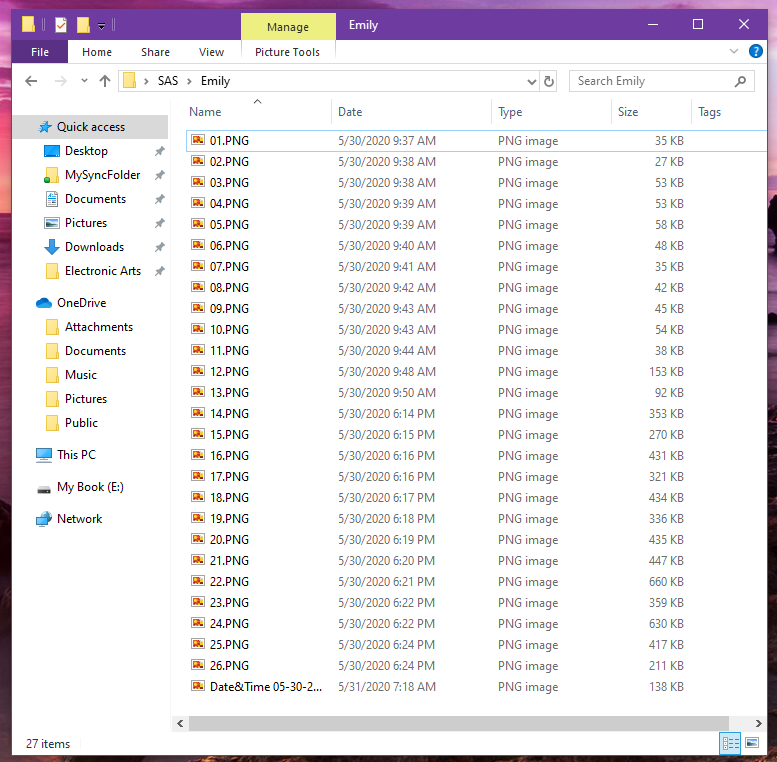 Manage
Emily
File
Home
Share
View
Picture Tools
SAS
Emily
Search Emily
Name
Date
Type
Size
Tags
Quick access
Desktop
MySyncFolder
Documents
Pictures
Downloads
Electronic Arts
OneDrive
Attachments
Documents
Music
Pictures
Public
This PC
My Book (E:)
Network
01.PNG 5/30/2020 9:37 AM PNG image 35 KB
02.PNG 5/30/2020 9:38 AM PNG image 27 KB
03.PNG 5/30/2020 9:38 AM PNG image 53 KB
04.PNG 5/30/2020 9:39 AM PNG image 53 KB
05.PNG 5/30/2020 9:39 AM PNG image 58 KB
06.PNG 5/30/2020 9:40 AM PNG image 48 KB
07.PNG 5/30/2020 9:41 AM PNG image 35 KB
08.PNG 5/30/2020 9:42 AM PNG image 42 KB
09.PNG 5/30/2020 9:43 AM PNG image 45 KB
10.PNG 5/30/2020 9:43 AM PNG image 54 KB
11.PNG 5/30/2020 9:44 AM PNG image 38 KB
12.PNG 5/30/2020 9:48 AM PNG image 153 KB
13.PNG 5/30/2020 9:50 AM PNG image 92 KB
14.PNG 5/30/2020 6:14 PM PNG image 353 KB
15.PNG 5/30/2020 6:15 PM PNG image 270 KB
16.PNG 5/30/2020 6:16 PM PNG image 431 KB
17.PNG 5/30/2020 6:16 PM PNG image 321 KB
18.PNG 5/30/2020 6:17 PM PNG image 434 KB
19.PNG 5/30/2020 6:18 PM PNG image 336 KB
20.PNG 5/30/2020 6:19 PM PNG image 435 KB
21.PNG 5/30/2020 6:20 PM PNG image 447 KB
22.PNG 5/30/2020 6:21 PM PNG image 660 KB
23.PNG 5/30/2020 6:22 PM PNG image 359 KB
24.PNG 5/30/2020 6:22 PM PNG image 630 KB
25.PNG 5/30/2020 6:24 PM PNG image 417 KB
26.PNG 5/30/2020 6:24 PM PNG image 211 KB
Date&Time 05-30-2... 5/31/2020 7:18 AM PNG image 138 KB
27 items